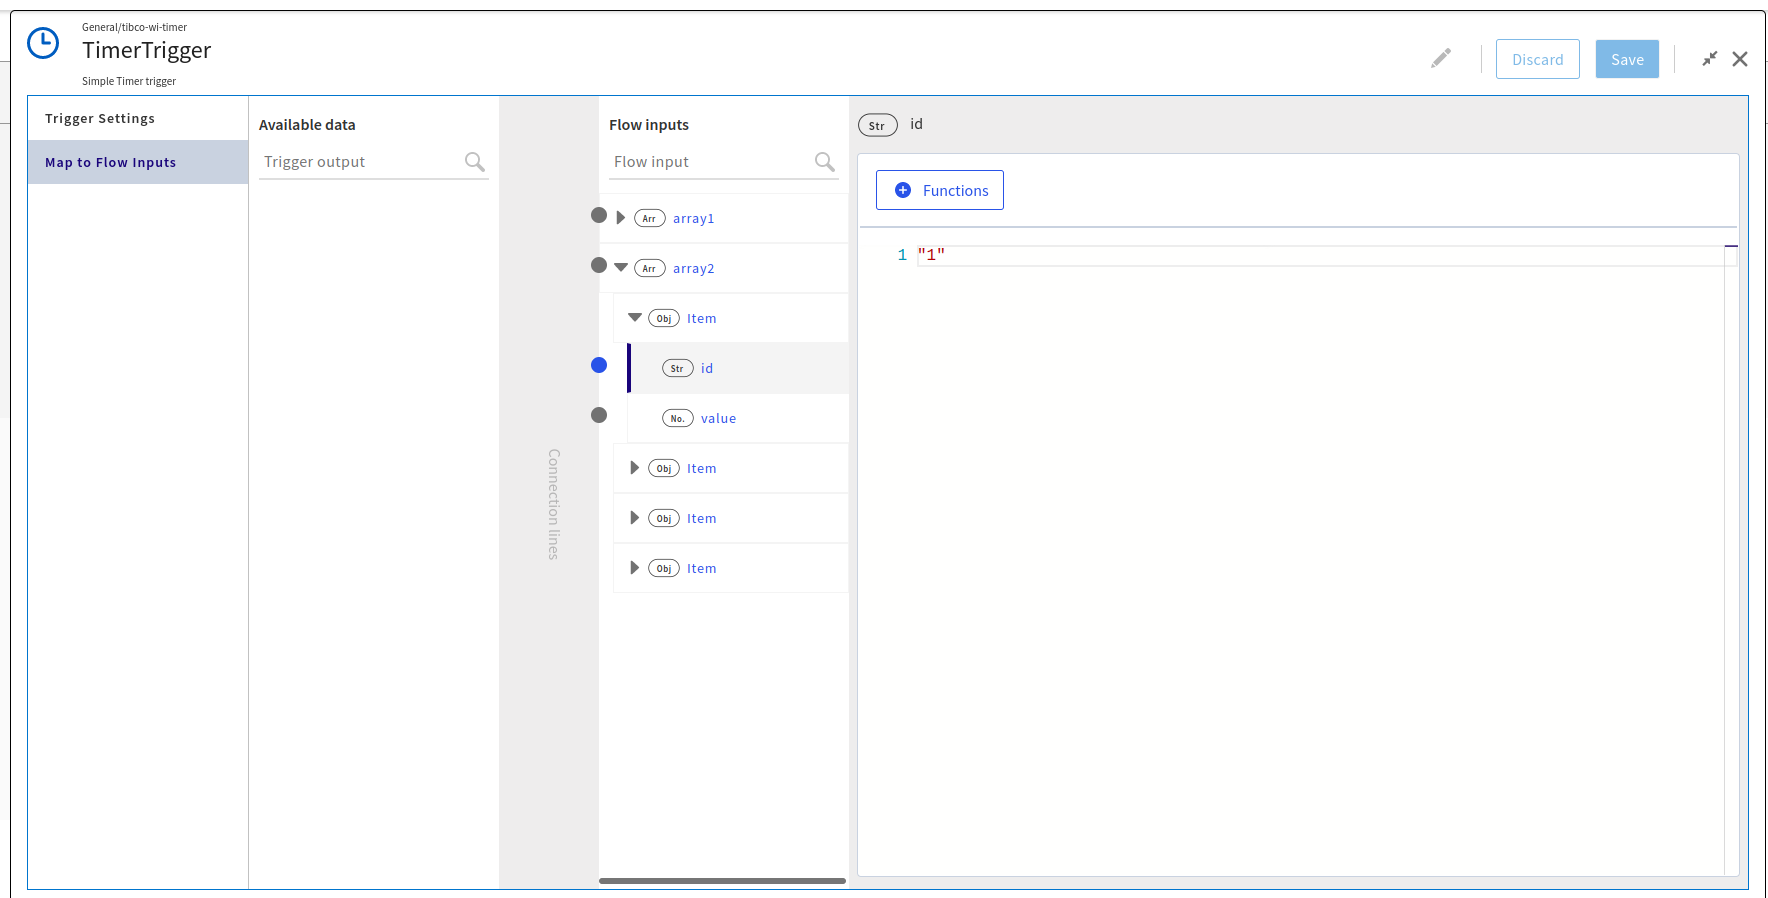 General/tibco-wi-timer
TimerTrigger
Simple Timer trigger
Discard
Save
Trigger Settings
Map to Flow Inputs
Available data
Trigger output
Connection lines
Flow inputs
Flow input
Arr array1
Arr array2
Obj Item
Str id
No. value
Obj Item
Obj Item
Obj Item
Str id
Functions
1 "1"